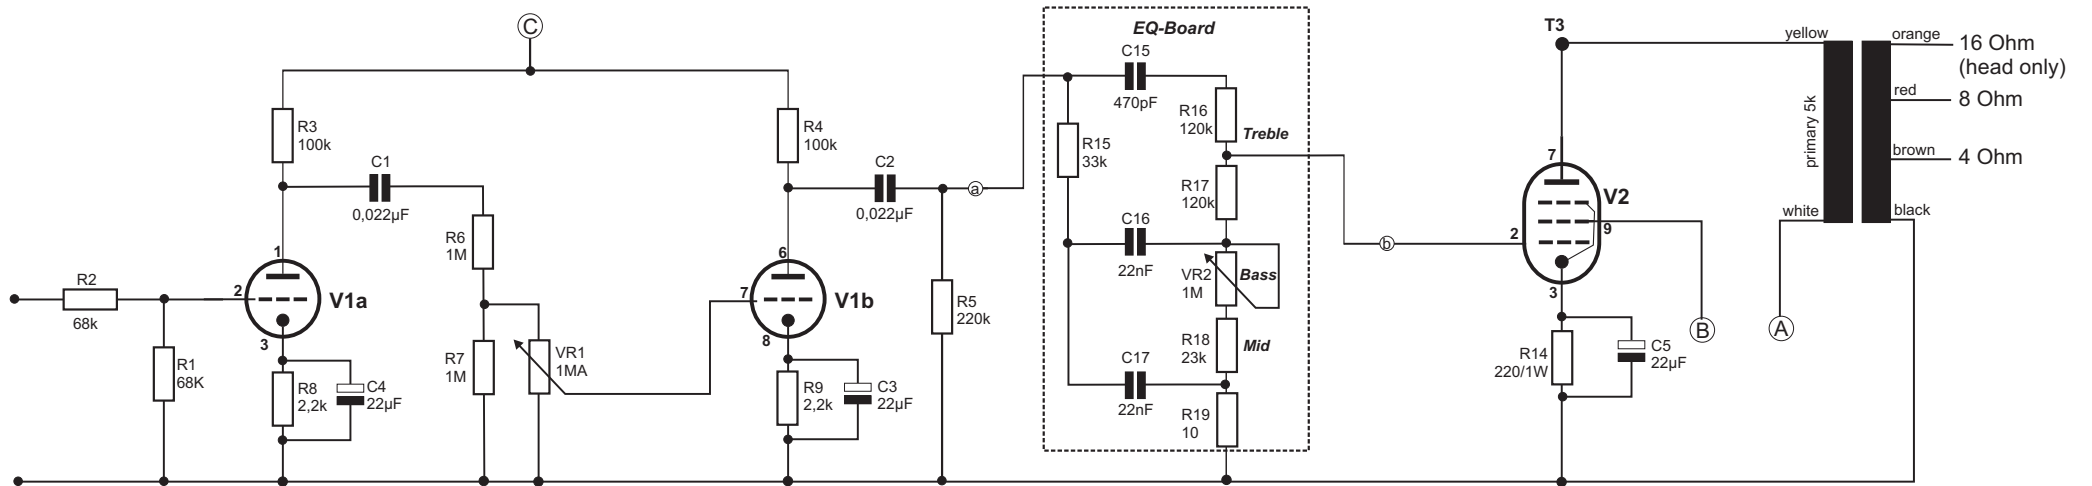 C
R3
100k
C1
0,022µF
R6
1M
1
R2
68k
2
V1a
3
R1
68K
R8
2,2k
C4
22µF
R7
1M
VR1
1MA
R4
100k
C2
0,022µF
6
7
V1b
8
R9
2,2k
C3
22µF
R5
220k
a
EQ-Board
C15
470pF
R16
120k
Treble
R15
33k
R17
120k
C16
22nF
VR2
1M
Bass
R18
23k
Mid
C17
22nF
R19
10
b
T3
7
V2
2
9
3
R14
220/1W
C5
22µF
B
A
yellow
primary 5k
white
orange
16 Ohm
(head only)
red
8 Ohm
brown
4 Ohm
black